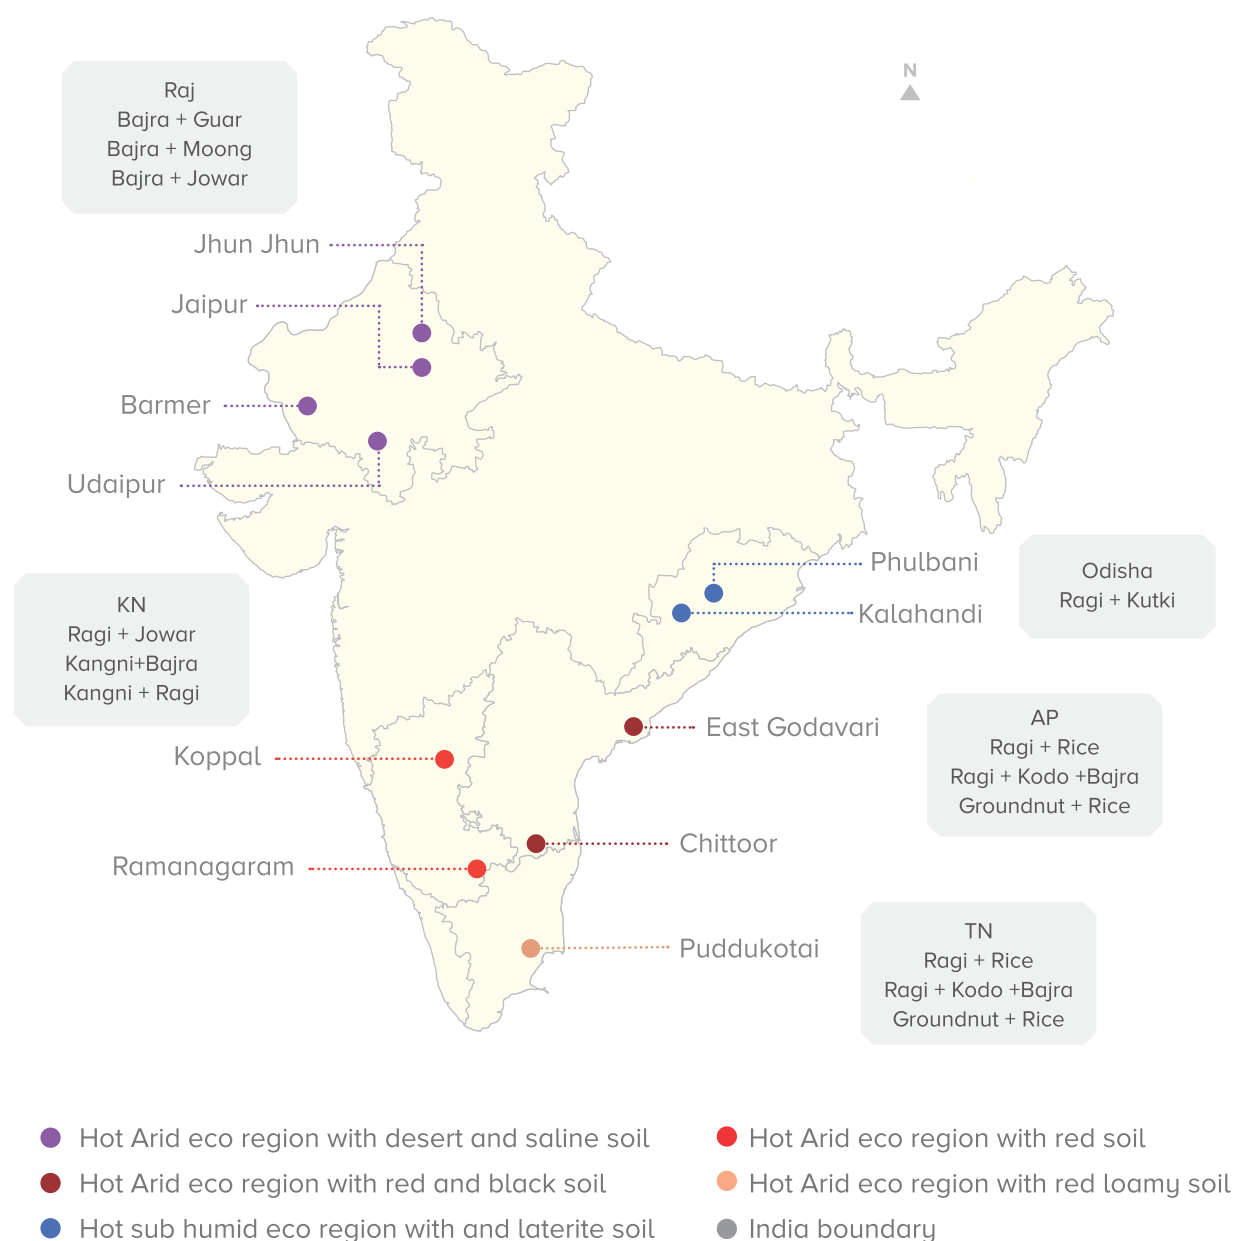 N
Raj
Bajra + Guar
Bajra + Moong
Bajra + Jowar
Jhun Jhun
Jaipur
Barmer
Udaipur
Phulbani
Kalahandi
Odisha
Ragi + Kutki
KN
Ragi + Jowar
Kangni+Bajra
Kangni + Ragi
East Godavari
AP
Ragi + Rice
Ragi + Kodo +Bajra
Groundnut + Rice
Koppal
Chittoor
Ramanagaram
Puddukotai
TN
Ragi + Rice
Ragi + Kodo +Bajra
Groundnut + Rice
Hot Arid eco region with desert and saline soil
Hot Arid eco region with red and black soil
Hot sub humid eco region with and laterite soil
Hot Arid eco region with red soil
Hot Arid eco region with red loamy soil
India boundary